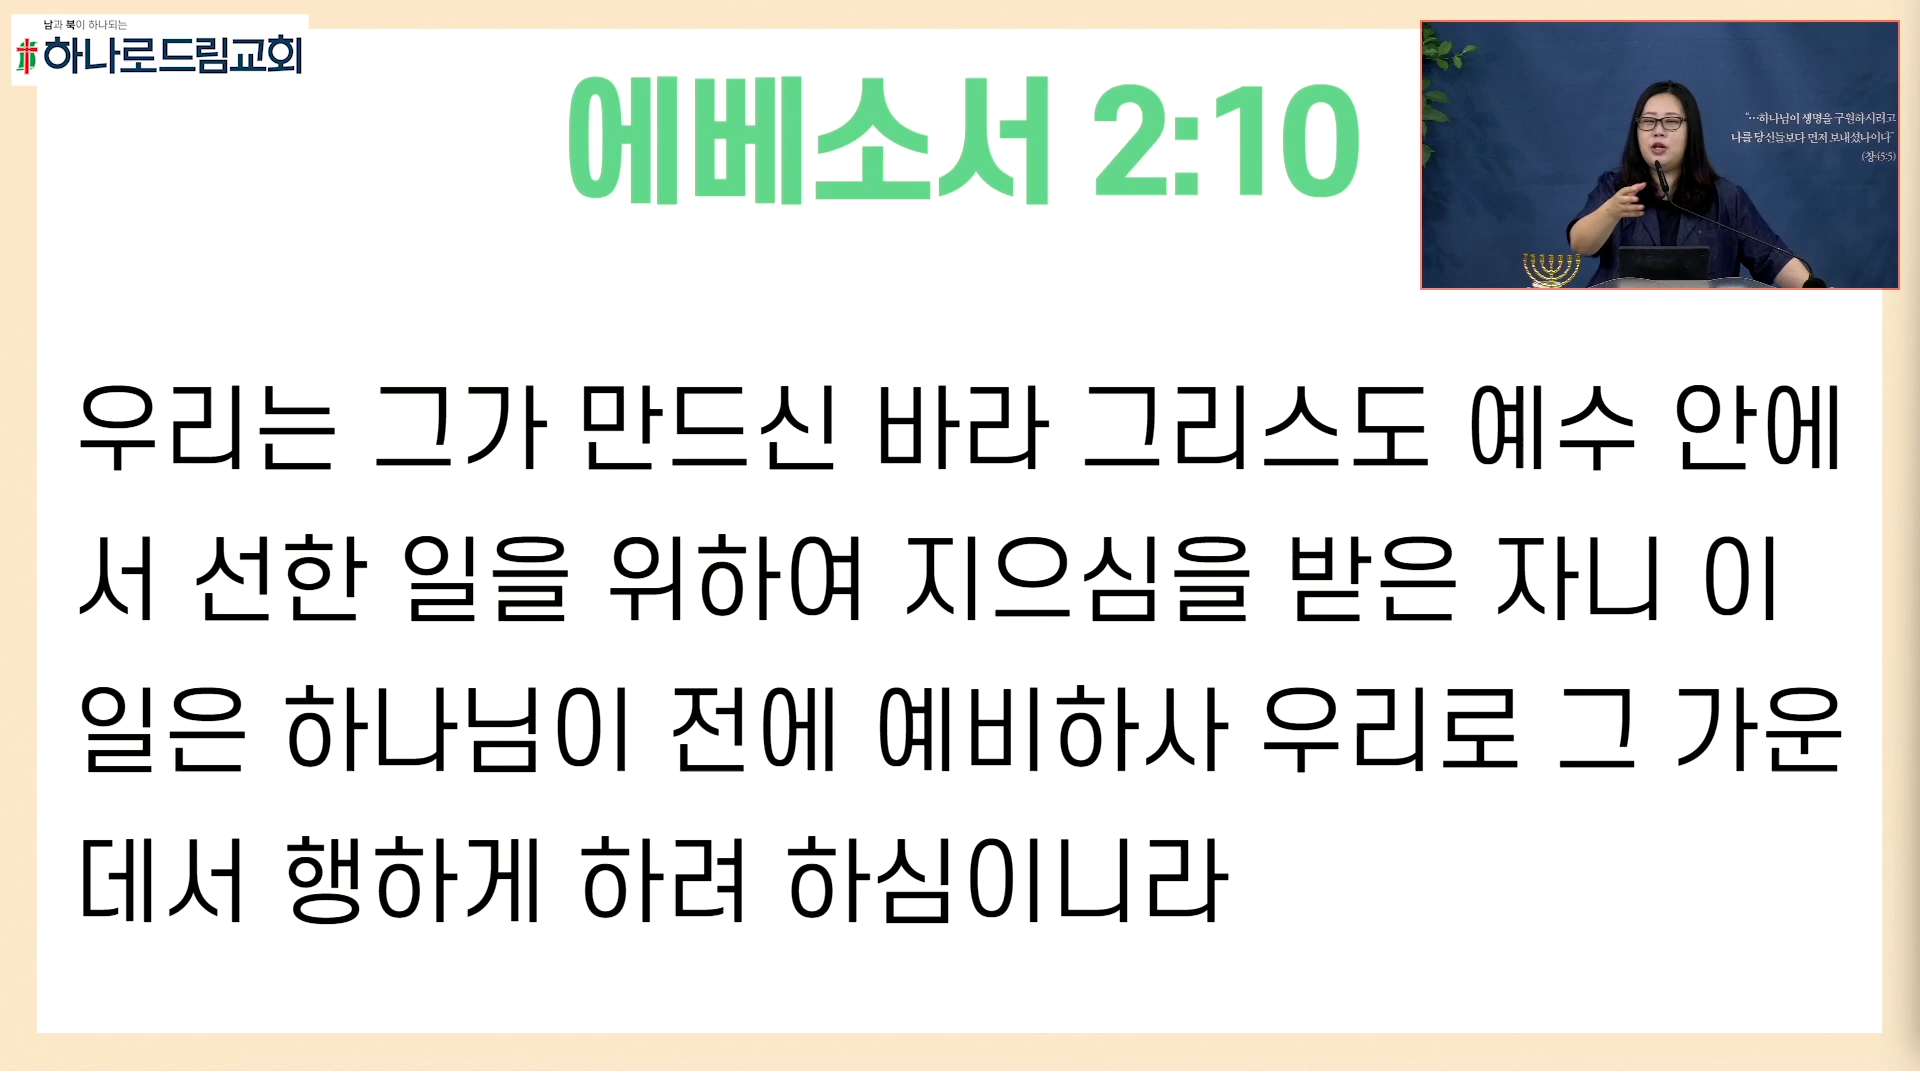 남과 북이 하나되는
하나로드림교회
에베소서 2:10
"…하나님이 생명을 구원하시려고
나를 당신들보다 먼저 보내셨나이다"
(창45:5)
우리는 그가 만드신 바라 그리스도 예수 안에
서 선한 일을 위하여 지으심을 받은 자니 이
일은 하나님이 전에 예비하사 우리로 그 가운
데서 행하게 하려 하심이니라